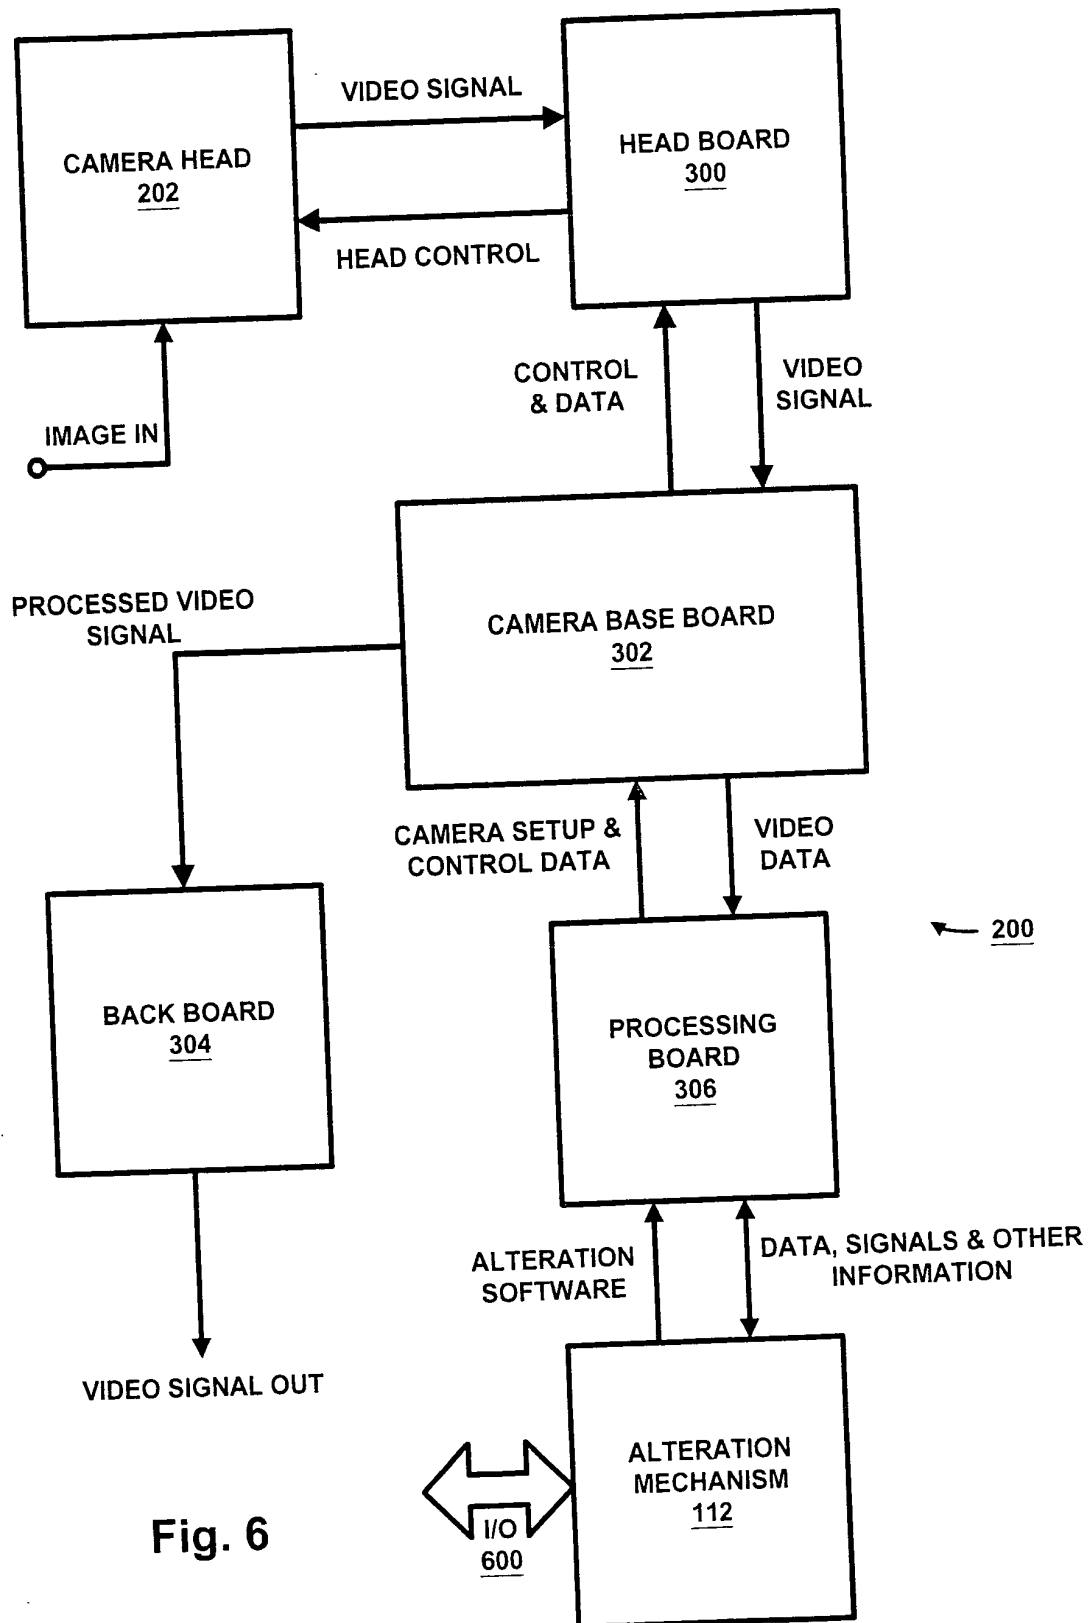 CAMERA HEAD
202
VIDEO SIGNAL
HEAD CONTROL
HEAD BOARD
300
IMAGE IN
CONTROL
& DATA
VIDEO
SIGNAL
PROCESSED VIDEO
SIGNAL
CAMERA BASE BOARD
302
CAMERA SETUP &
CONTROL DATA
VIDEO
DATA
200
BACK BOARD
304
PROCESSING
BOARD
306
ALTERATION
SOFTWARE
DATA, SIGNALS & OTHER
INFORMATION
VIDEO SIGNAL OUT
ALTERATION
MECHANISM
112
I/O
600
Fig. 6